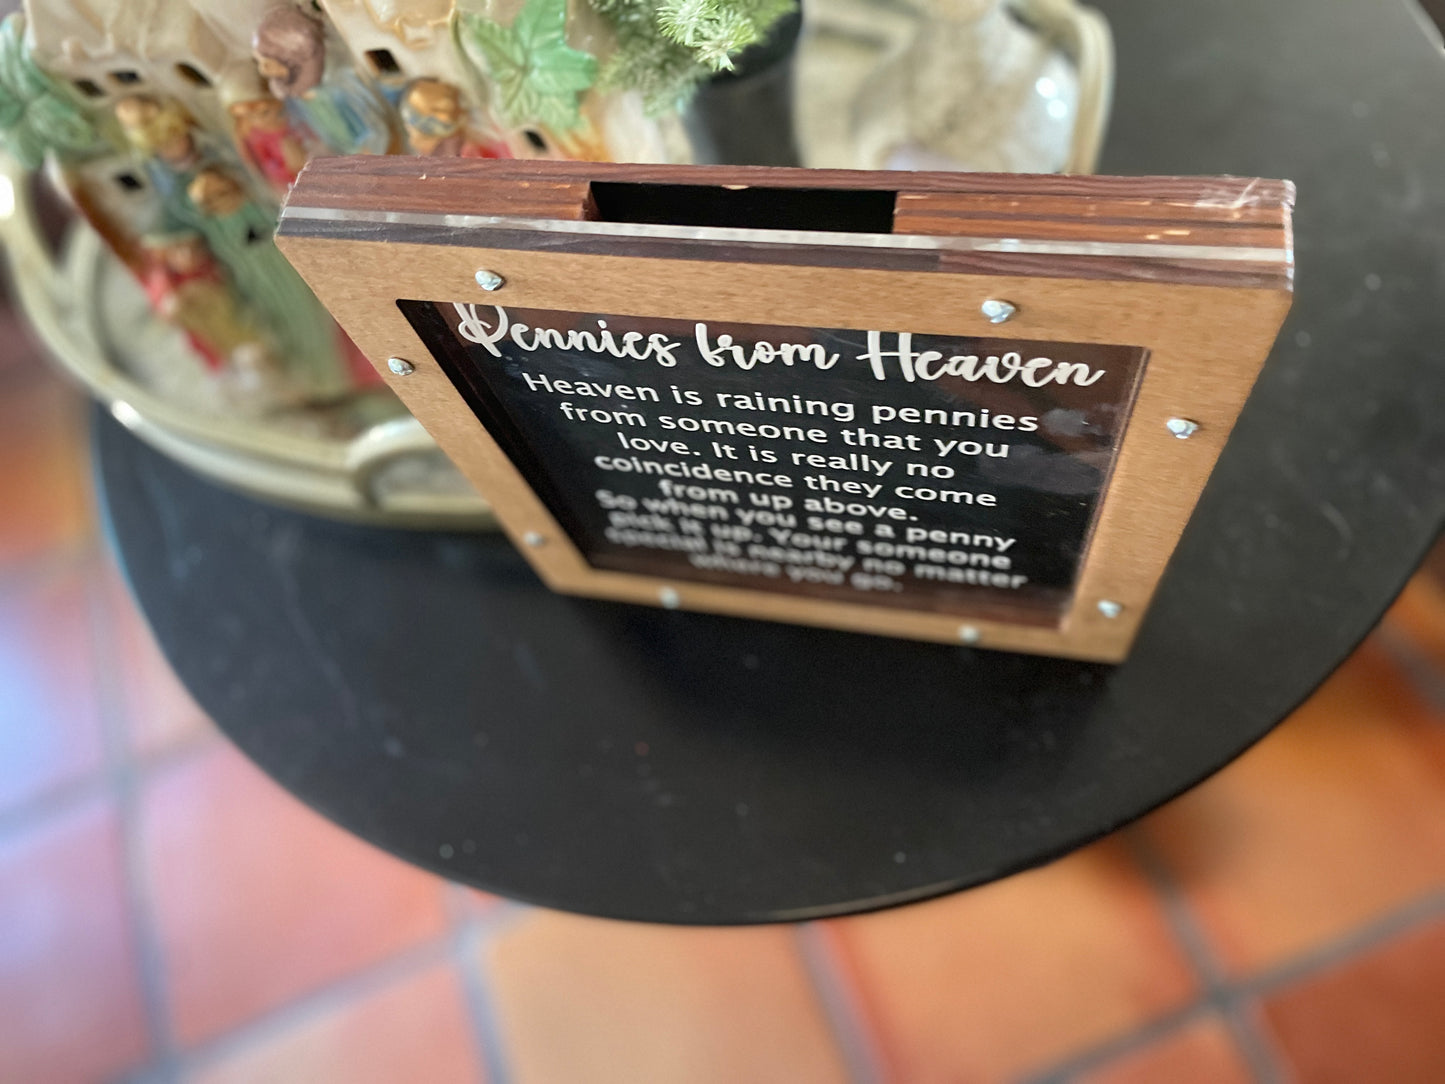 Pennies from Heaven
Heaven is raining pennies
from someone that you
love. It is really no
coincidence they come
from up above.
So when you see a penny
pick it up. Your someone
special is nearby no matter
where you go.